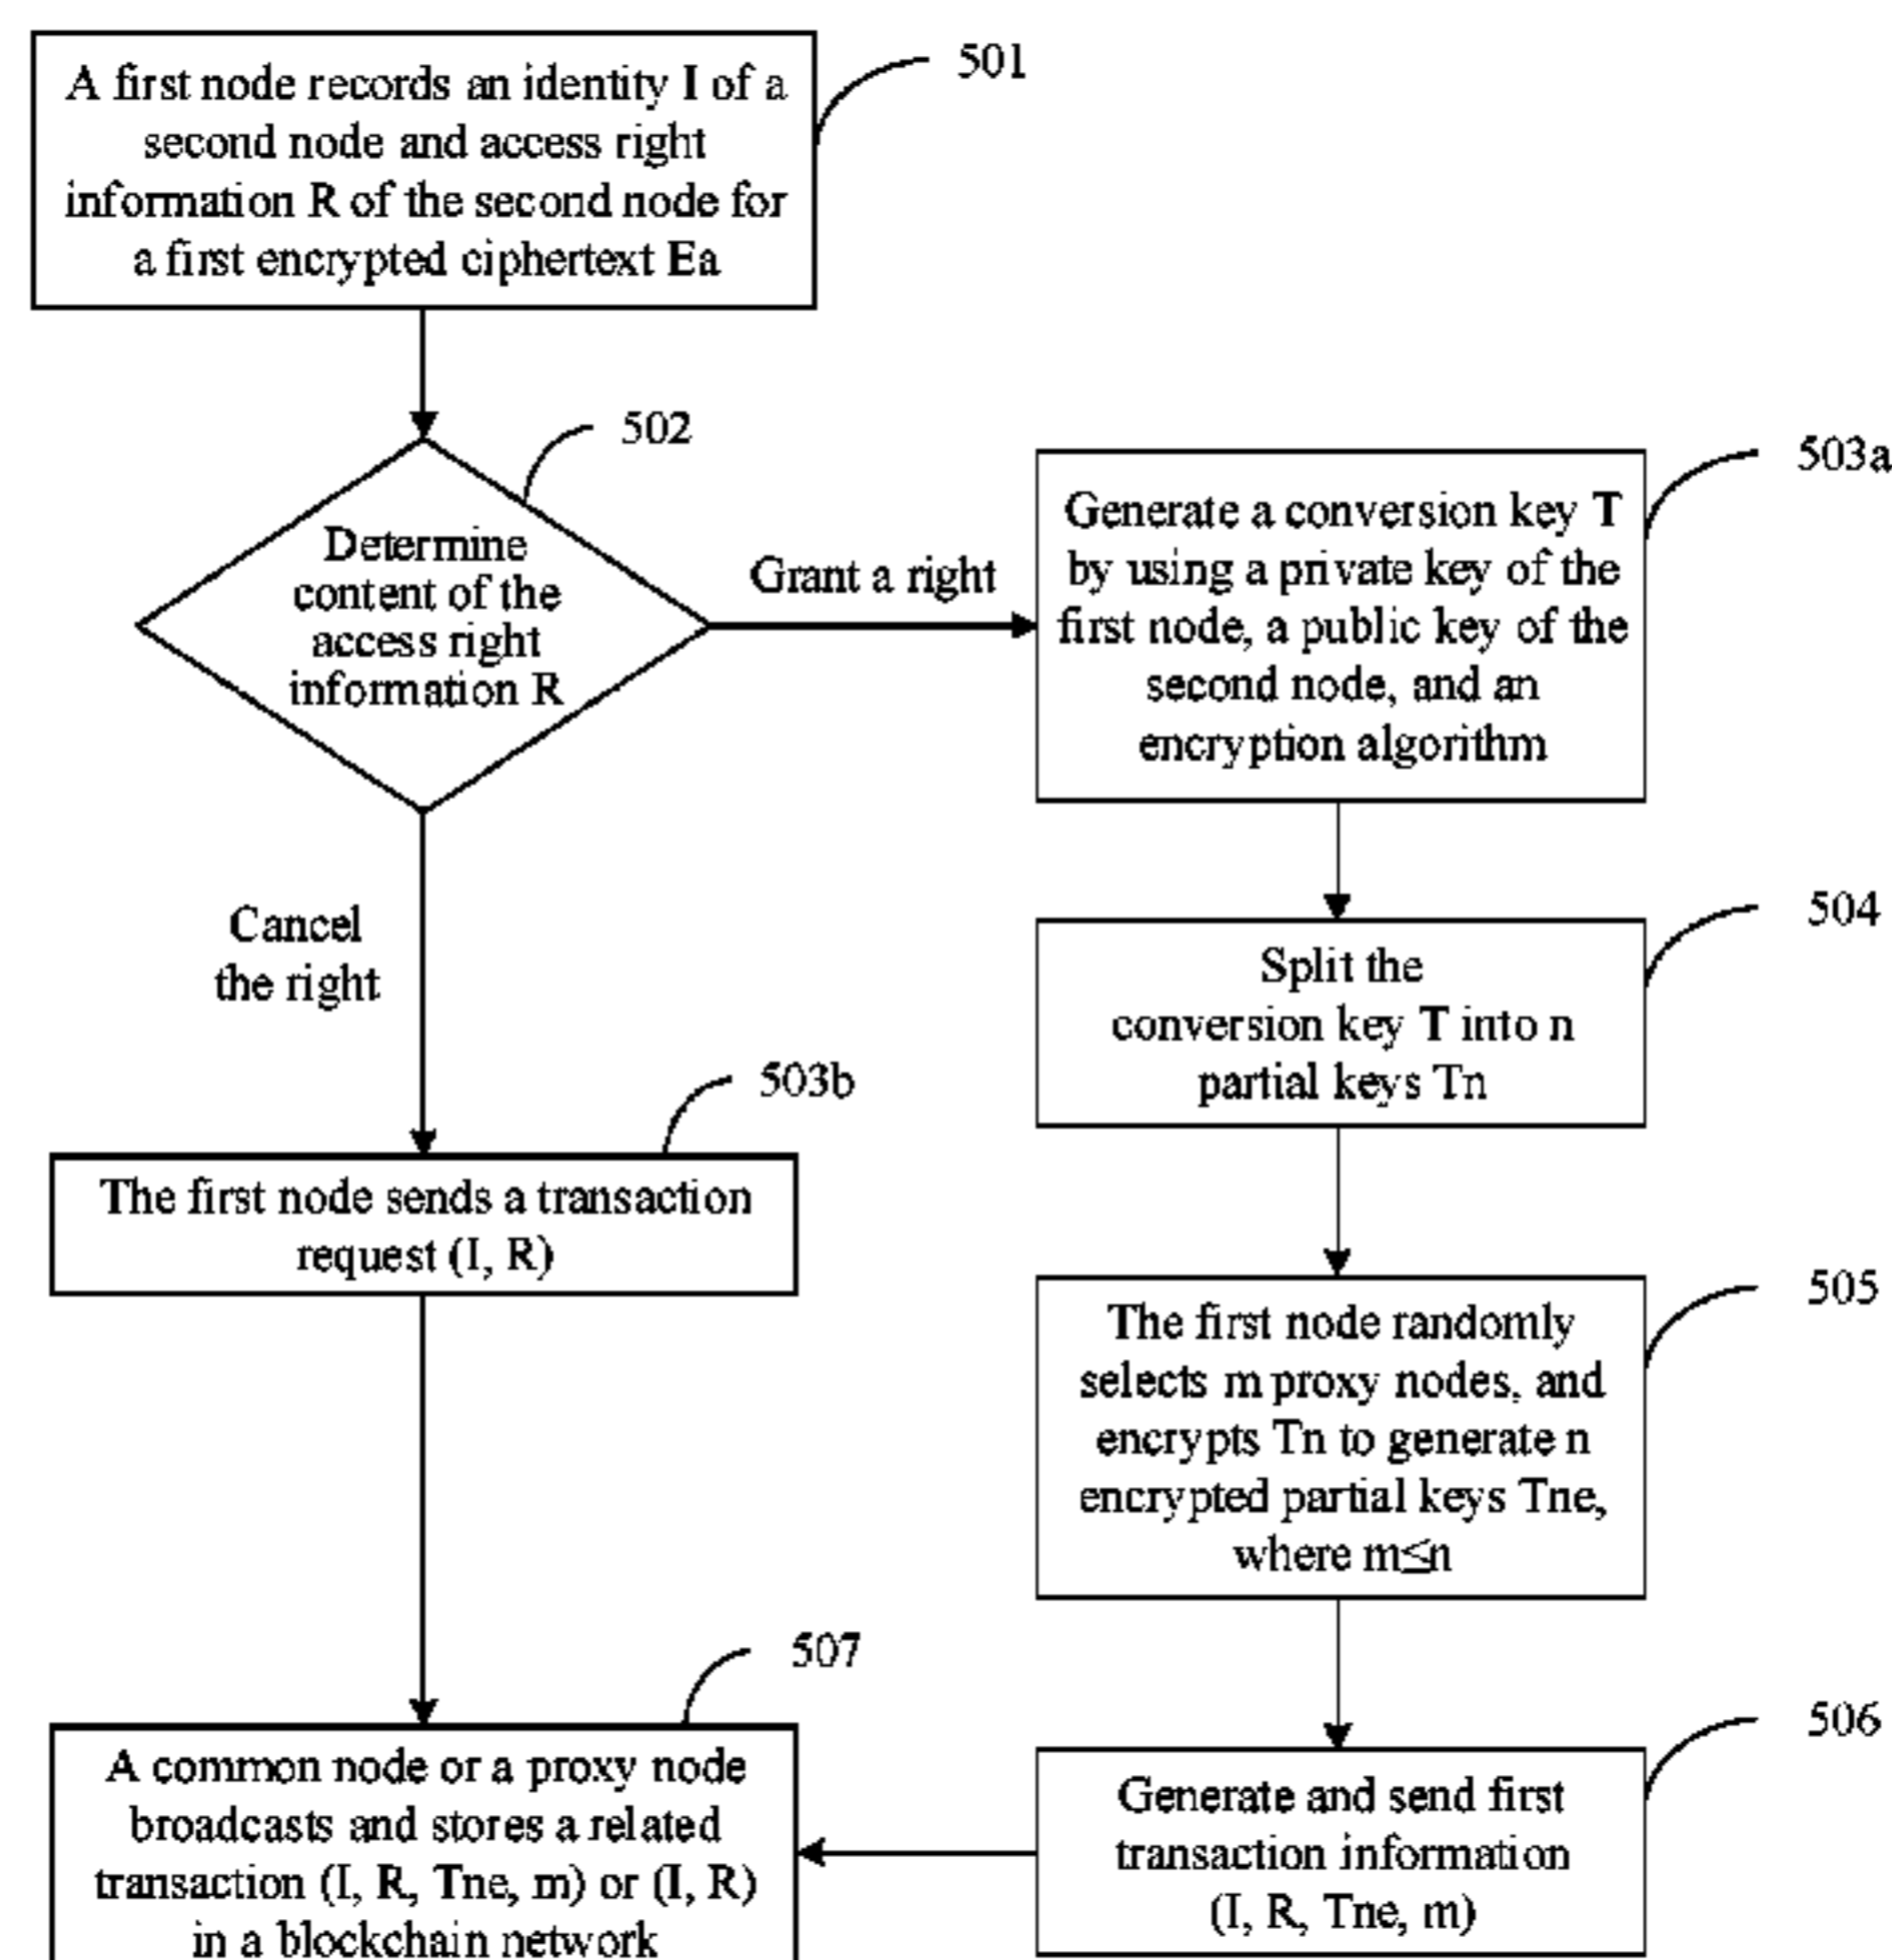 A first node records an identity I of a
second node and access right
information R of the second node for
a first encrypted ciphertext Ea
501
502
Determine
content of the
access right
information R
Grant a right
503a
Generate a conversion key T
by using a private key of the
first node, a public key of the
second node, and an
encryption algorithm
504
Split the
conversion key T into n
partial keys Tn
Cancel
the right
503b
The first node sends a transaction
request (I, R)
505
The first node randomly
selects m proxy nodes, and
encrypts Tn to generate n
encrypted partial keys Tne,
where m≤n
506
Generate and send first
transaction information
(I, R, Tne, m)
507
A common node or a proxy node
broadcasts and stores a related
transaction (I, R, Tne, m) or (I, R)
in a blockchain network